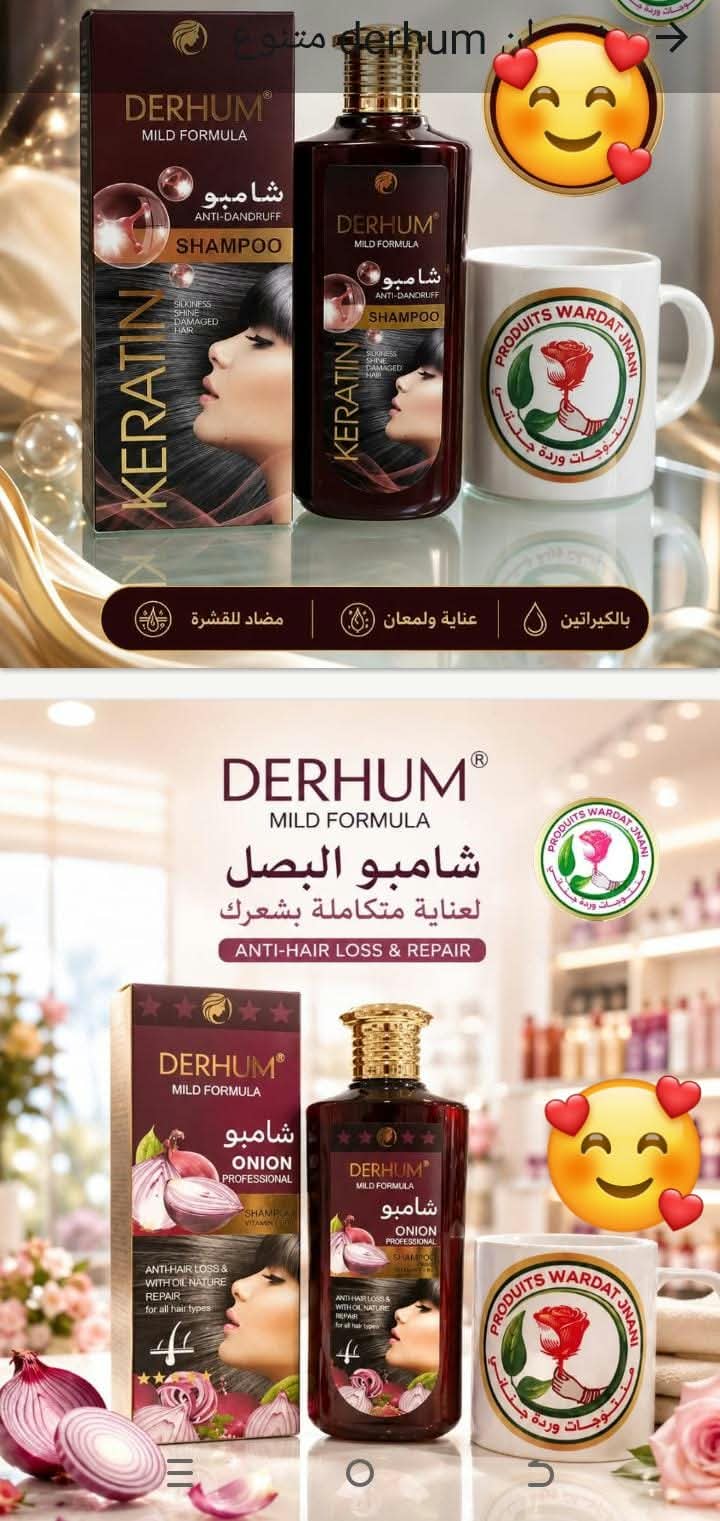 derhum متنوع
DERHUM®
MILD FORMULA
شامبو
ANTI-DANDRUFF
SHAMPOO
SILKINESS
SHINE
DAMAGED
HAIR
KERATIN
DERHUM®
MILD FORMULA
شامبو
ANTI-DANDRUFF
SHAMPOO
SILKINESS
SHINE
DAMAGED
HAIR
KERATIN
PRODUITS WARDAT JNANI
منتوجات وردة جناني
بالكيراتين
عناية ولمعان
مضاد للقشرة
DERHUM®
MILD FORMULA
شامبو البصل
لعناية متكاملة بشعرك
ANTI-HAIR LOSS & REPAIR
PRODUITS WARDAT JNANI
منتوجات وردة جناني
DERHUM®
MILD FORMULA
شامبو
ONION
PROFESSIONAL
SHAMPOO
ANTI-HAIR LOSS &
WITH OIL NATURE
REPAIR
for all hair types
DERHUM®
MILD FORMULA
شامبو
ONION
PROFESSIONAL
SHAMPOO
ANTI-HAIR LOSS &
WITH OIL NATURE
REPAIR
for all hair types
PRODUITS WARDAT JNANI
منتوجات وردة جناني